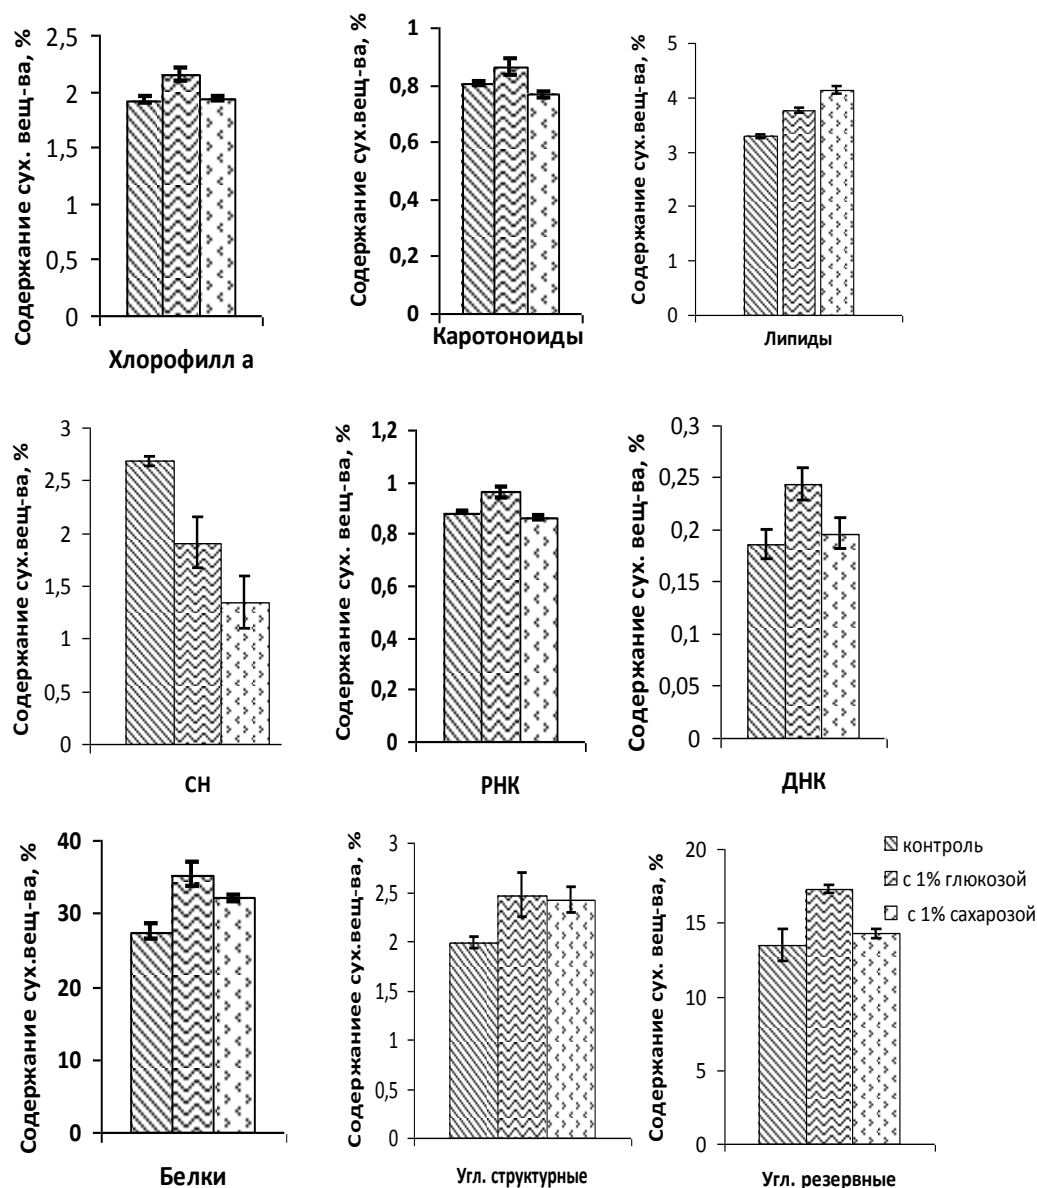 Содержание сух. вещ-ва, %
2,5
2
1,5
1
0,5
0
Хлорофилл а
Содержание сух.вещ-ва, %
1
0,8
0,6
0,4
0,2
0
Каротоноиды
Содержание сух.вещ-ва, %
5
4
3
2
1
0
Липиды
Содержание сух.вещ-ва, %
3
2,5
2
1,5
1
0,5
0
СН
Содержание сух. вещ-ва, %
1,2
1
0,8
0,6
0,4
0,2
0
РНК
Содержание сух. вещ-ва, %
0,3
0,25
0,2
0,15
0,1
0,05
0
ДНК
Содержание сух.вещ-ва, %
40
30
20
10
0
Белки
Содержаниеe сух.вещ-ва, %
3
2,5
2
1,5
1
0,5
0
Угл. структурные
Содержание сух. вещ-ва, %
20
15
10
5
0
Угл. резервные
контроль
с 1% глюкозой
с 1% сахарозой